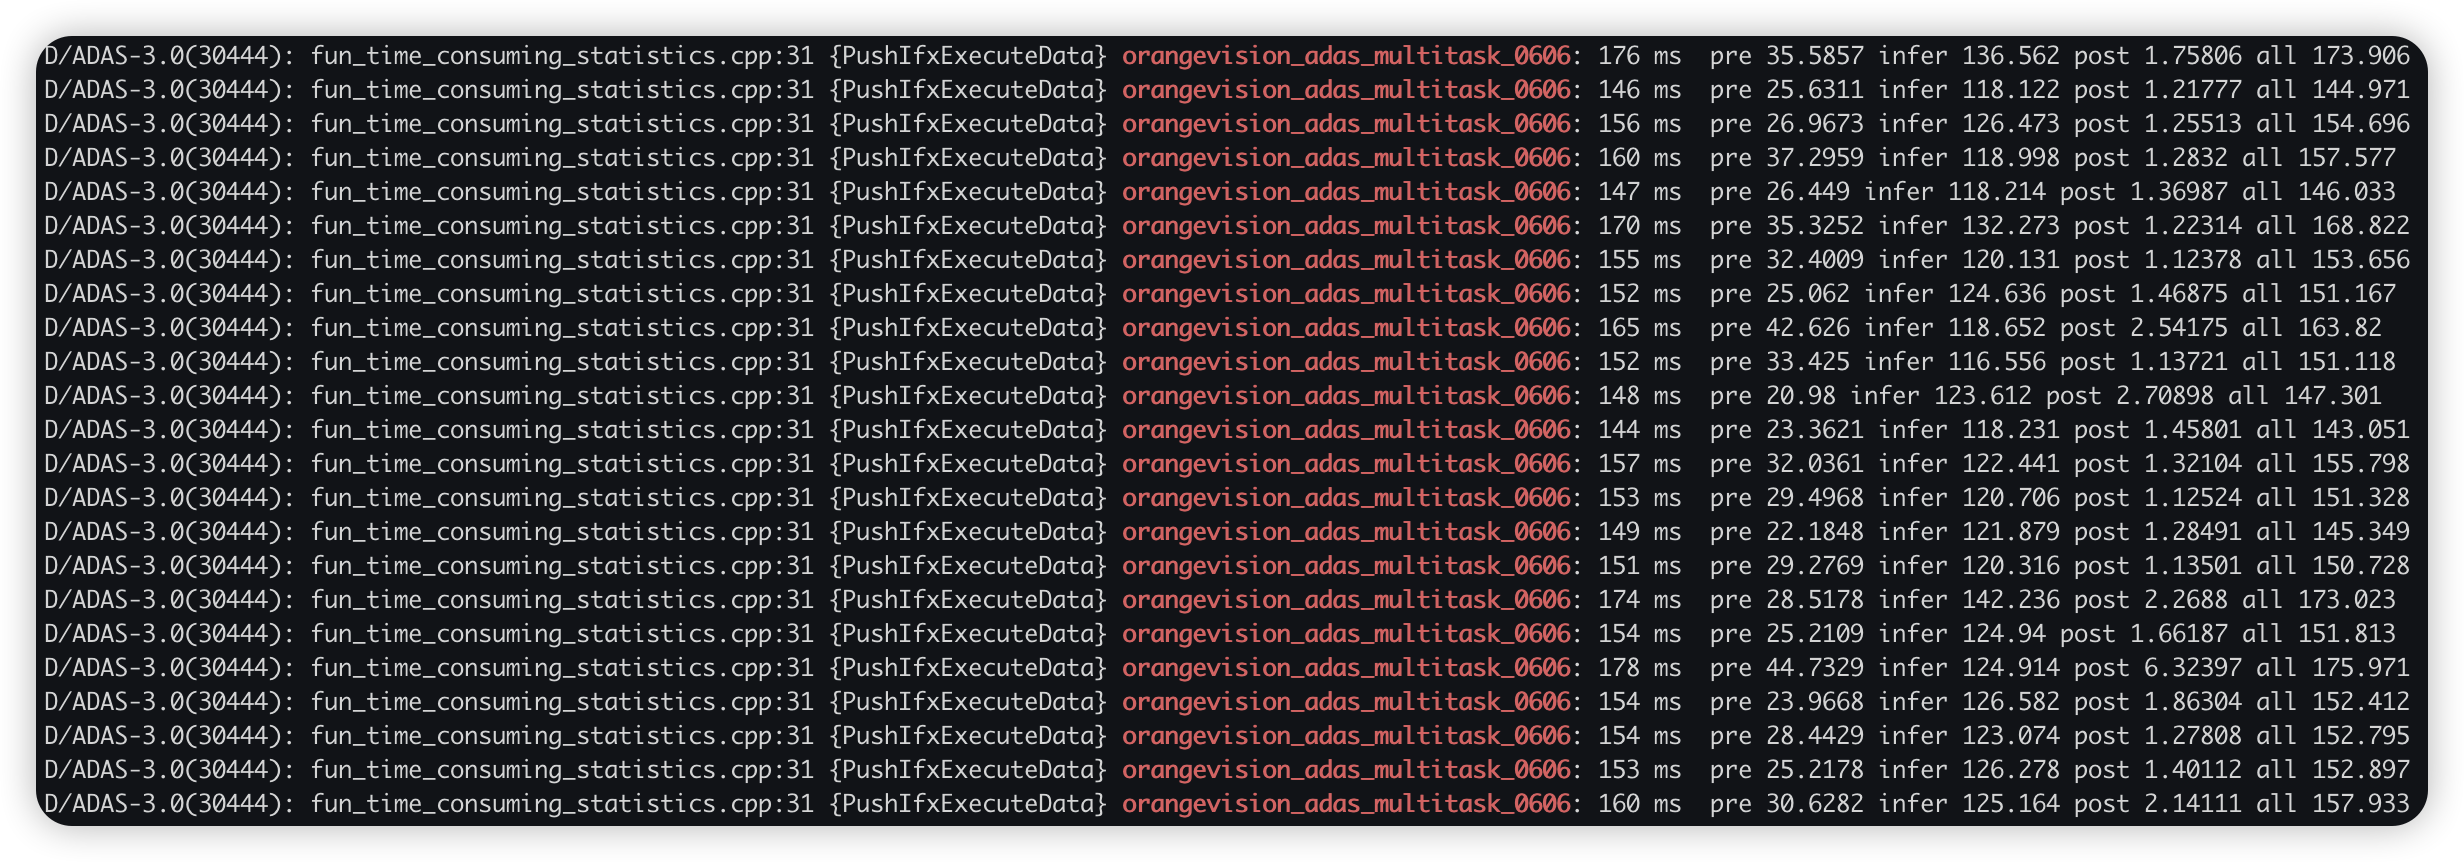 D/ADAS-3.0(30444): fun_time_consuming_statistics.cpp:31 {PushIfxExecuteData} orangevision_adas_multitask_0606: 176 ms  pre 35.5857 infer 136.562 post 1.75806 all 173.906
D/ADAS-3.0(30444): fun_time_consuming_statistics.cpp:31 {PushIfxExecuteData} orangevision_adas_multitask_0606: 146 ms  pre 25.6311 infer 118.122 post 1.21777 all 144.971
D/ADAS-3.0(30444): fun_time_consuming_statistics.cpp:31 {PushIfxExecuteData} orangevision_adas_multitask_0606: 156 ms  pre 26.9673 infer 126.473 post 1.25513 all 154.696
D/ADAS-3.0(30444): fun_time_consuming_statistics.cpp:31 {PushIfxExecuteData} orangevision_adas_multitask_0606: 160 ms  pre 37.2959 infer 118.998 post 1.2832 all 157.577
D/ADAS-3.0(30444): fun_time_consuming_statistics.cpp:31 {PushIfxExecuteData} orangevision_adas_multitask_0606: 147 ms  pre 26.449 infer 118.214 post 1.36987 all 146.033
D/ADAS-3.0(30444): fun_time_consuming_statistics.cpp:31 {PushIfxExecuteData} orangevision_adas_multitask_0606: 170 ms  pre 35.3252 infer 132.273 post 1.22314 all 168.822
D/ADAS-3.0(30444): fun_time_consuming_statistics.cpp:31 {PushIfxExecuteData} orangevision_adas_multitask_0606: 155 ms  pre 32.4009 infer 120.131 post 1.12378 all 153.656
D/ADAS-3.0(30444): fun_time_consuming_statistics.cpp:31 {PushIfxExecuteData} orangevision_adas_multitask_0606: 152 ms  pre 25.062 infer 124.636 post 1.46875 all 151.167
D/ADAS-3.0(30444): fun_time_consuming_statistics.cpp:31 {PushIfxExecuteData} orangevision_adas_multitask_0606: 165 ms  pre 42.626 infer 118.652 post 2.54175 all 163.82
D/ADAS-3.0(30444): fun_time_consuming_statistics.cpp:31 {PushIfxExecuteData} orangevision_adas_multitask_0606: 152 ms  pre 33.425 infer 116.556 post 1.13721 all 151.118
D/ADAS-3.0(30444): fun_time_consuming_statistics.cpp:31 {PushIfxExecuteData} orangevision_adas_multitask_0606: 148 ms  pre 20.98 infer 123.612 post 2.70898 all 147.301
D/ADAS-3.0(30444): fun_time_consuming_statistics.cpp:31 {PushIfxExecuteData} orangevision_adas_multitask_0606: 144 ms  pre 23.3621 infer 118.231 post 1.45801 all 143.051
D/ADAS-3.0(30444): fun_time_consuming_statistics.cpp:31 {PushIfxExecuteData} orangevision_adas_multitask_0606: 157 ms  pre 32.0361 infer 122.441 post 1.32104 all 155.798
D/ADAS-3.0(30444): fun_time_consuming_statistics.cpp:31 {PushIfxExecuteData} orangevision_adas_multitask_0606: 153 ms  pre 29.4968 infer 120.706 post 1.12524 all 151.328
D/ADAS-3.0(30444): fun_time_consuming_statistics.cpp:31 {PushIfxExecuteData} orangevision_adas_multitask_0606: 149 ms  pre 22.1848 infer 121.879 post 1.28491 all 145.349
D/ADAS-3.0(30444): fun_time_consuming_statistics.cpp:31 {PushIfxExecuteData} orangevision_adas_multitask_0606: 151 ms  pre 29.2769 infer 120.316 post 1.13501 all 150.728
D/ADAS-3.0(30444): fun_time_consuming_statistics.cpp:31 {PushIfxExecuteData} orangevision_adas_multitask_0606: 174 ms  pre 28.5178 infer 142.236 post 2.2688 all 173.023
D/ADAS-3.0(30444): fun_time_consuming_statistics.cpp:31 {PushIfxExecuteData} orangevision_adas_multitask_0606: 154 ms  pre 25.2109 infer 124.94 post 1.66187 all 151.813
D/ADAS-3.0(30444): fun_time_consuming_statistics.cpp:31 {PushIfxExecuteData} orangevision_adas_multitask_0606: 178 ms  pre 44.7329 infer 124.914 post 6.32397 all 175.971
D/ADAS-3.0(30444): fun_time_consuming_statistics.cpp:31 {PushIfxExecuteData} orangevision_adas_multitask_0606: 154 ms  pre 23.9668 infer 126.582 post 1.86304 all 152.412
D/ADAS-3.0(30444): fun_time_consuming_statistics.cpp:31 {PushIfxExecuteData} orangevision_adas_multitask_0606: 154 ms  pre 28.4429 infer 123.074 post 1.27808 all 152.795
D/ADAS-3.0(30444): fun_time_consuming_statistics.cpp:31 {PushIfxExecuteData} orangevision_adas_multitask_0606: 153 ms  pre 25.2178 infer 126.278 post 1.40112 all 152.897
D/ADAS-3.0(30444): fun_time_consuming_statistics.cpp:31 {PushIfxExecuteData} orangevision_adas_multitask_0606: 160 ms  pre 30.6282 infer 125.164 post 2.14111 all 157.933